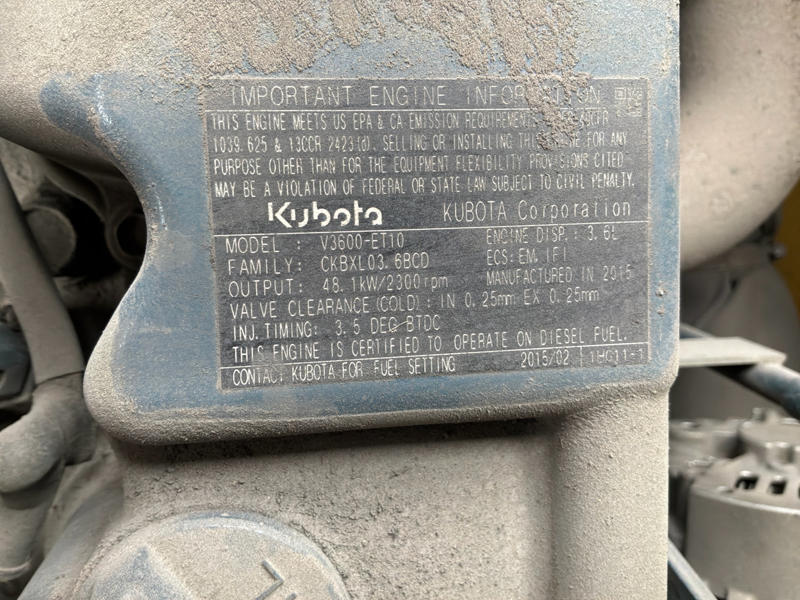 IMPORTANT ENGINE INFORMATION
THIS ENGINE MEETS US EPA & CA EMISSION REQUIREMENTS
1039.625 & 13CCR 2423(d). SELLING OR INSTALLING THIS ENGINE FOR ANY
PURPOSE OTHER THAN FOR THE EQUIPMENT FLEXIBILITY PROVISIONS CITED
MAY BE A VIOLATION OF FEDERAL OR STATE LAW SUBJECT TO CIVIL PENALTY.
Kubota KUBOTA Corporation
MODEL : V3600-ET10 ENGINE DISP.: 3.6L
FAMILY: CKBXL03.6BCD ECS: EM, IFI
OUTPUT: 48.1kW/2300rpm MANUFACTURED IN 2015
VALVE CLEARANCE (COLD): IN 0.25mm EX 0.25mm
INJ.TIMING: 3.5 DEG BTDC
THIS ENGINE IS CERTIFIED TO OPERATE ON DIESEL FUEL.
CONTACT KUBOTA FOR FUEL SETTING 2015/02